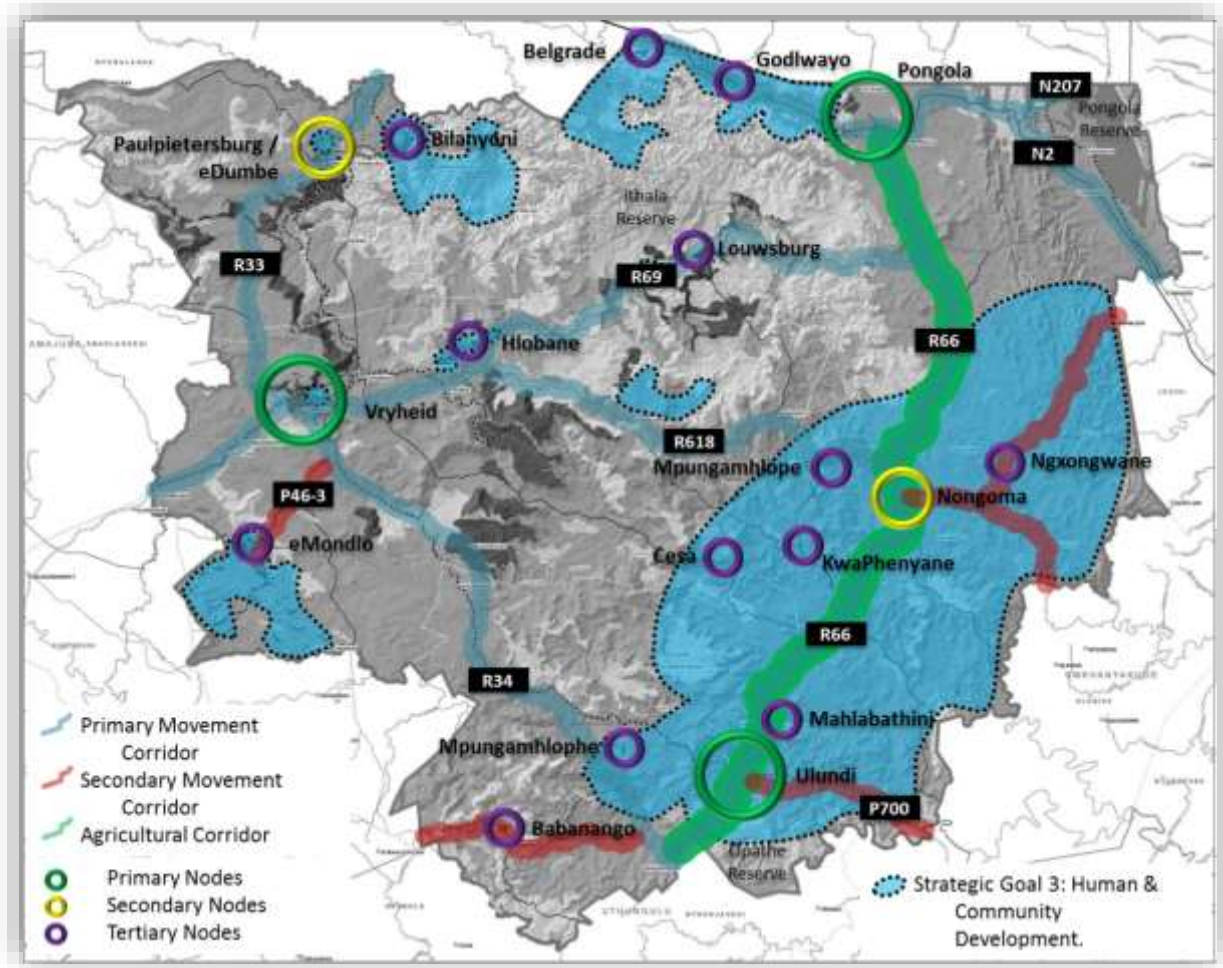 Belgrade
Godlwayo
Pongola
N207
Pongola
Reserve
N2
Paulpietersburg /
eDumbe
Bilanyoni
Ithala
Reserve
Louwsburg
R33
R69
Hlobane
R66
Vryheid
R618
Mpungamhlope
Ngxongwane
P46-3
Nongoma
eMondlo
Cesa
KwaPhenyane
R66
R34
Mahlabathini
Mpungamhlophe
Ulundi
P700
Babanango
Opathe
Reserve
Primary Movement
Corridor
Secondary Movement
Corridor
Agricultural Corridor
Primary Nodes
Secondary Nodes
Tertiary Nodes
Strategic Goal 3: Human &
Community
Development.